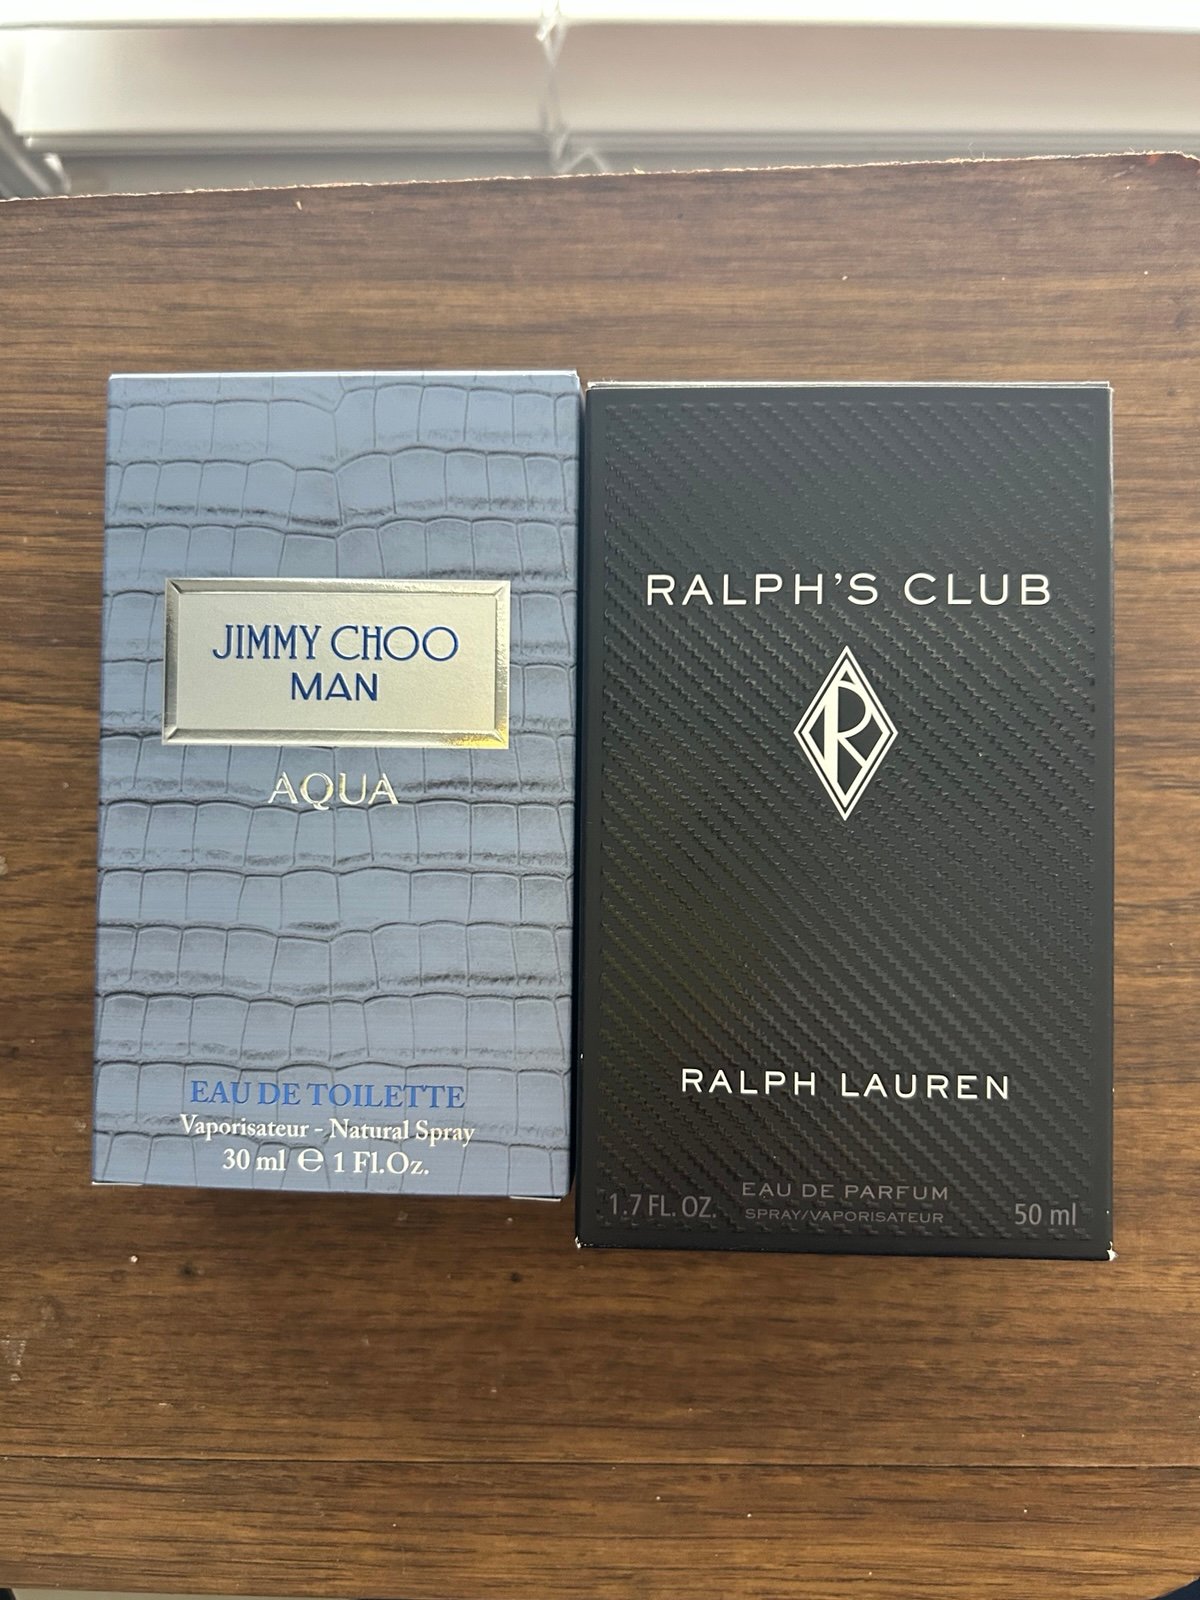 JIMMY CHOO
MAN
AQUA
EAU DE TOILETTE
Vaporisateur - Natural Spray
30 ml ℮ 1 Fl.Oz.
RALPH'S CLUB
R
RALPH LAUREN
EAU DE PARFUM
SPRAY/VAPORISATEUR
1.7 FL. OZ.
50 ml